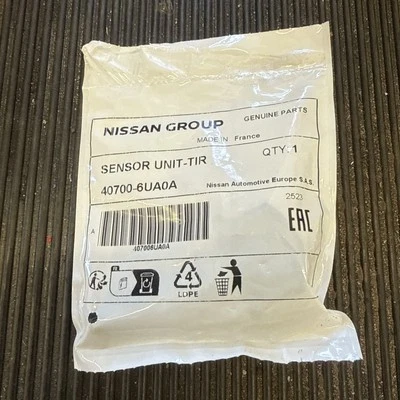 NISSAN GROUP
GENUINE PARTS
MADE IN France
SENSOR UNIT-TIR
QTY:1
40700-6UA0A
Nissan Automotive Europe S.A.S.
2523
A
407006UA0A
EAC
4
LDPE